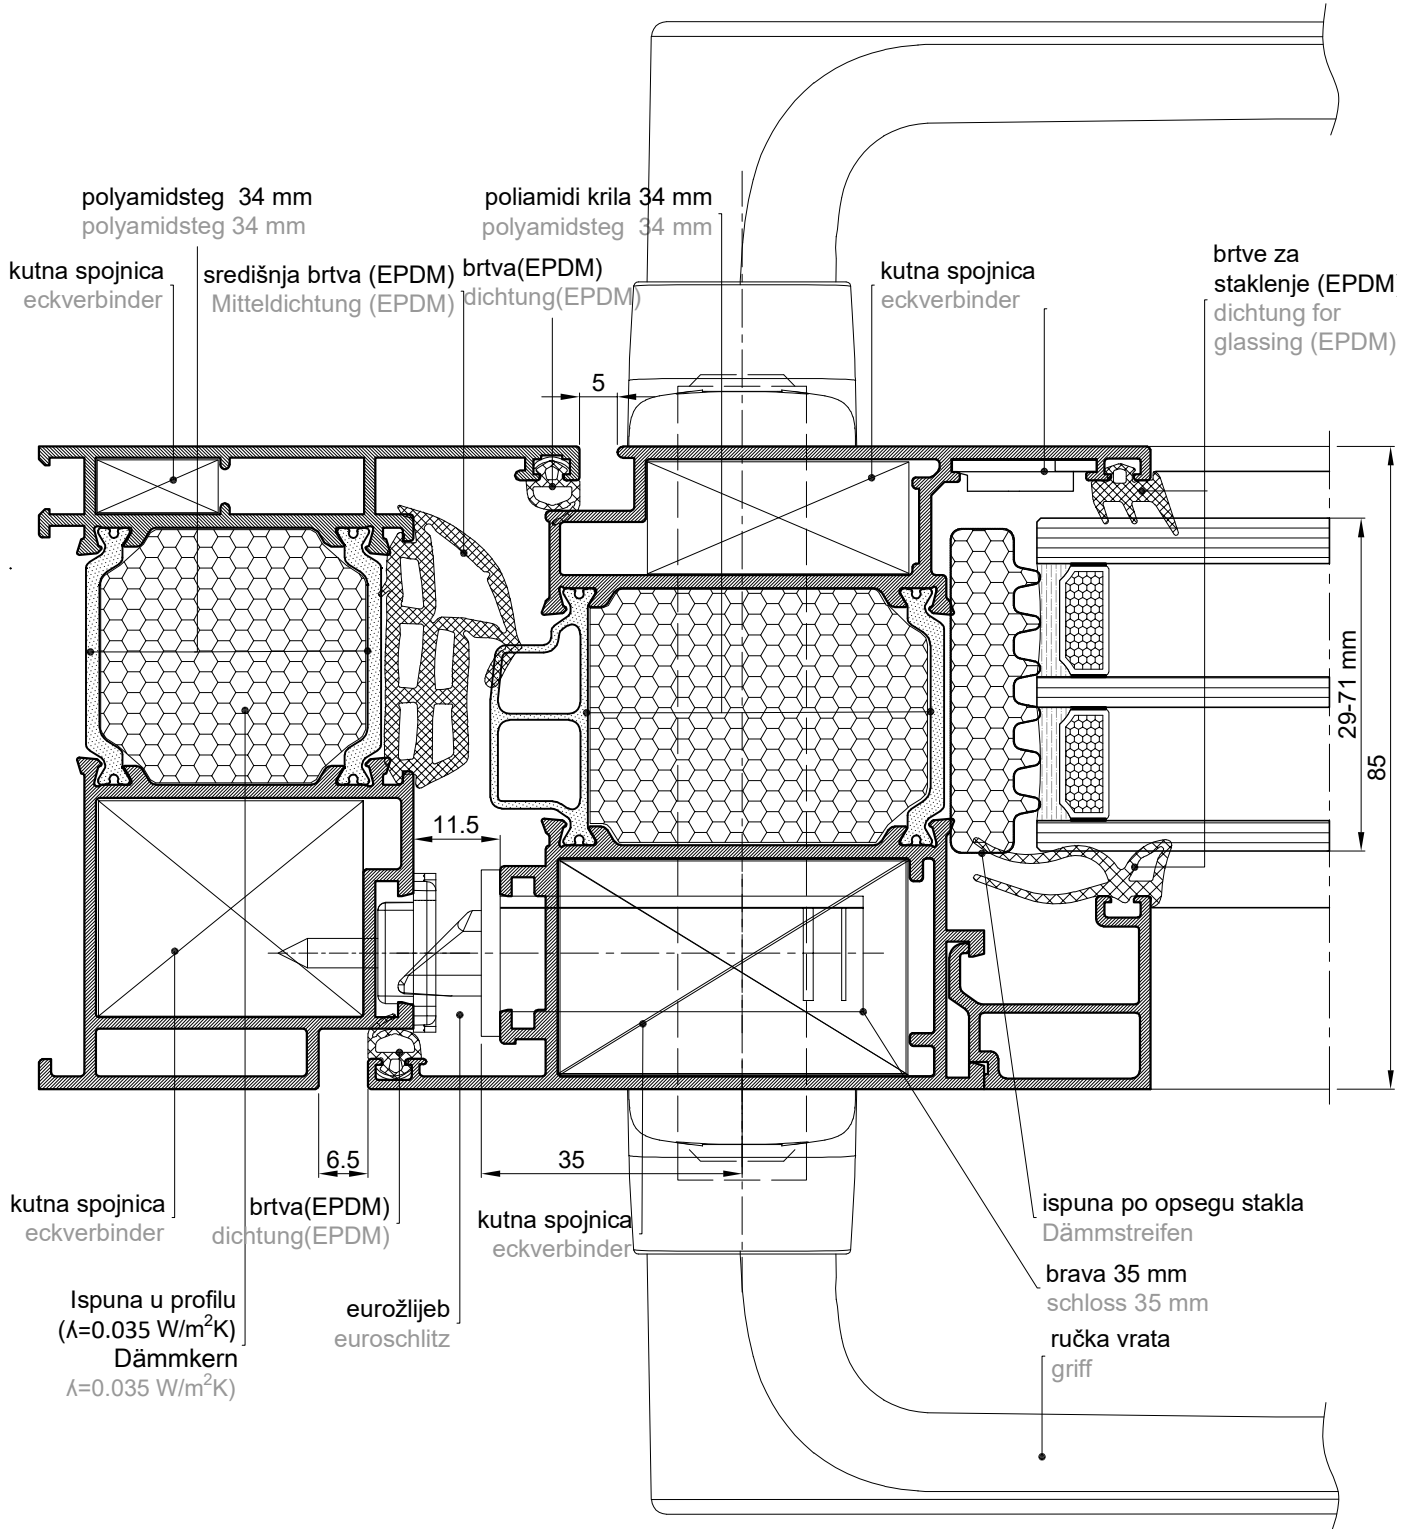 polyamidsteg 34 mm
polyamidsteg 34 mm
poliamidi krila 34 mm
polyamidsteg 34 mm
kutna spojnica
eckverbinder
središnja brtva (EPDM)
Mitteldichtung (EPDM)
brtva(EPDM)
dichtung(EPDM)
kutna spojnica
eckverbinder
brtve za
staklenje (EPDM
dichtung for
glassing (EPDM)
5
29-71 mm
85
11.5
6.5
35
kutna spojnica
eckverbinder
brtva(EPDM)
dichtung(EPDM)
kutna spojnica
eckverbinder
ispuna po opsegu stakla
Dämmstreifen
brava 35 mm
schloss 35 mm
Ispuna u profilu
(ʎ=0.035 W/m²K)
Dämmkern
ʎ=0.035 W/m²K)
eurožlijeb
euroschlitz
ručka vrata
griff